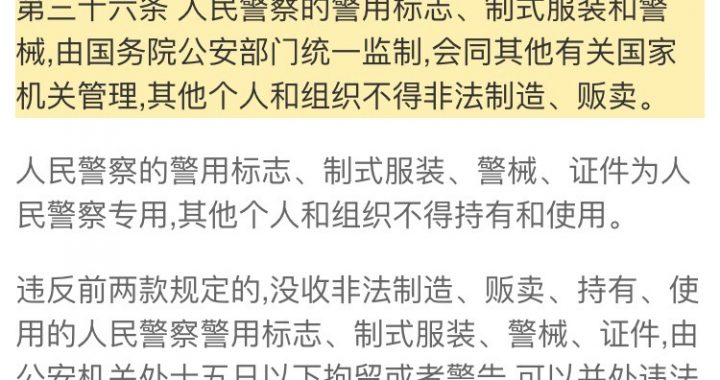 第三十六条 人民警察的警用标志、制式服装和警
械,由国务院公安部门统一监制,会同其他有关国家
机关管理,其他个人和组织不得非法制造、贩卖。
人民警察的警用标志、制式服装、警械、证件为人
民警察专用,其他个人和组织不得持有和使用。
违反前两款规定的,没收非法制造、贩卖、持有、使
用的人民警察警用标志、制式服装、警械、证件,由
公安机关处十五日以下拘留或者警告,可以并处违法